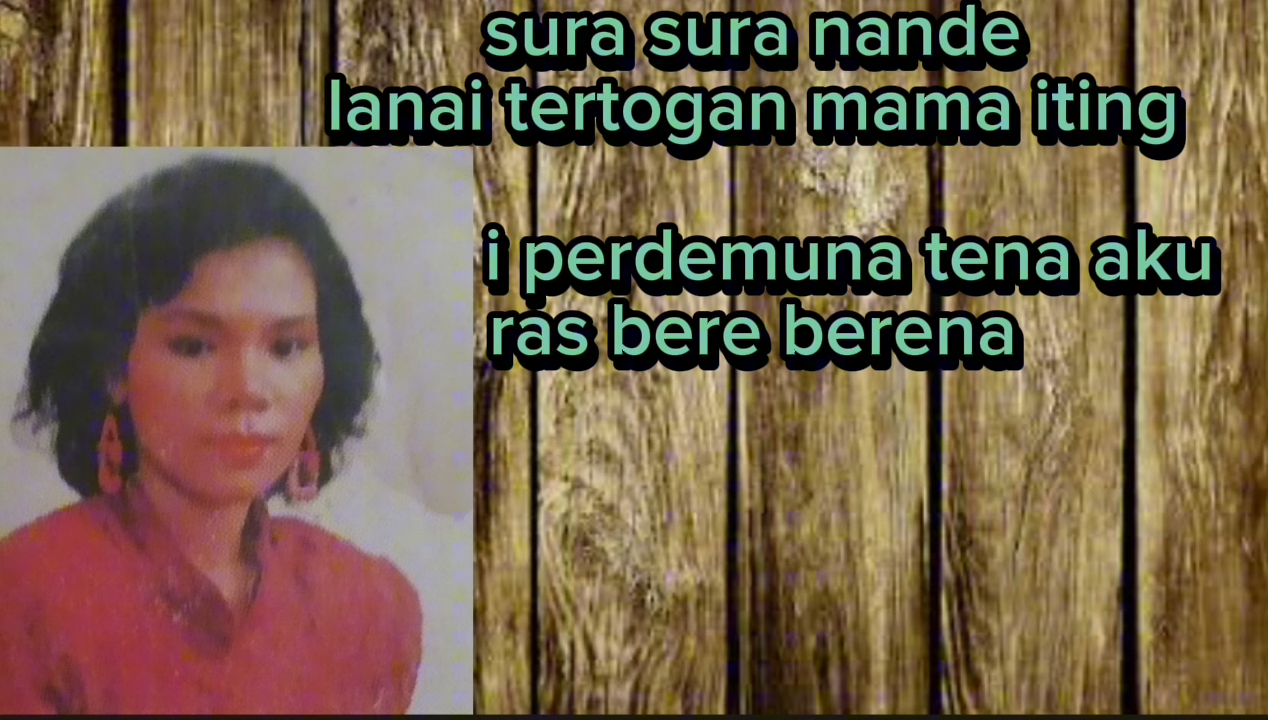 sura sura nande
lanai tertogan mama iting
i perdemuna tena aku
ras bere berena